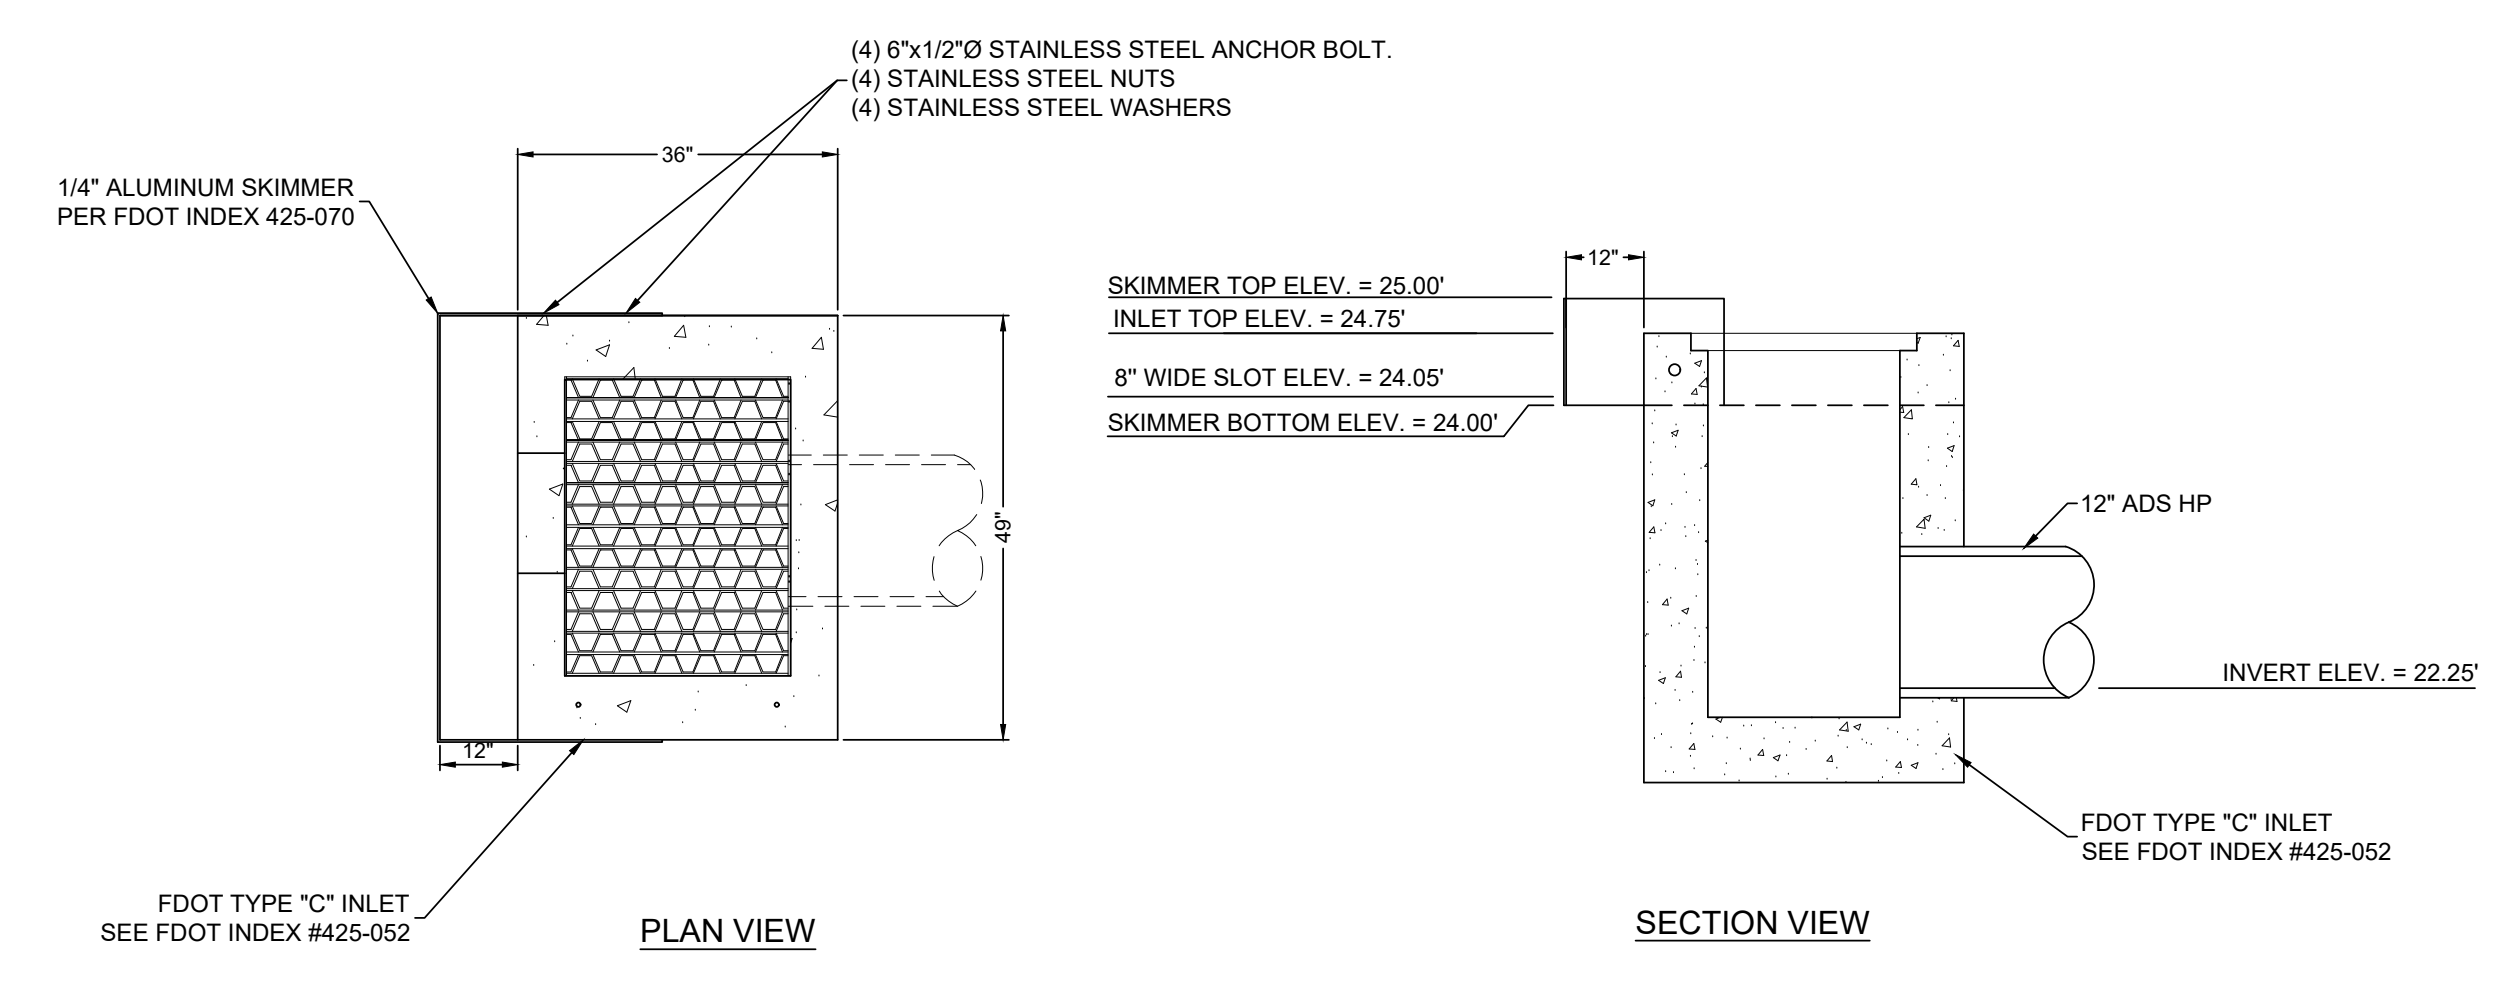 (4) 6"x1/2"Ø STAINLESS STEEL ANCHOR BOLT.
(4) STAINLESS STEEL NUTS
(4) STAINLESS STEEL WASHERS
36"
1/4" ALUMINUM SKIMMER
PER FDOT INDEX 425-070
49"
12"
FDOT TYPE "C" INLET
SEE FDOT INDEX #425-052
PLAN VIEW
12"
SKIMMER TOP ELEV. = 25.00'
INLET TOP ELEV. = 24.75'
8" WIDE SLOT ELEV. = 24.05'
SKIMMER BOTTOM ELEV. = 24.00'
12" ADS HP
INVERT ELEV. = 22.25'
FDOT TYPE "C" INLET
SEE FDOT INDEX #425-052
SECTION VIEW